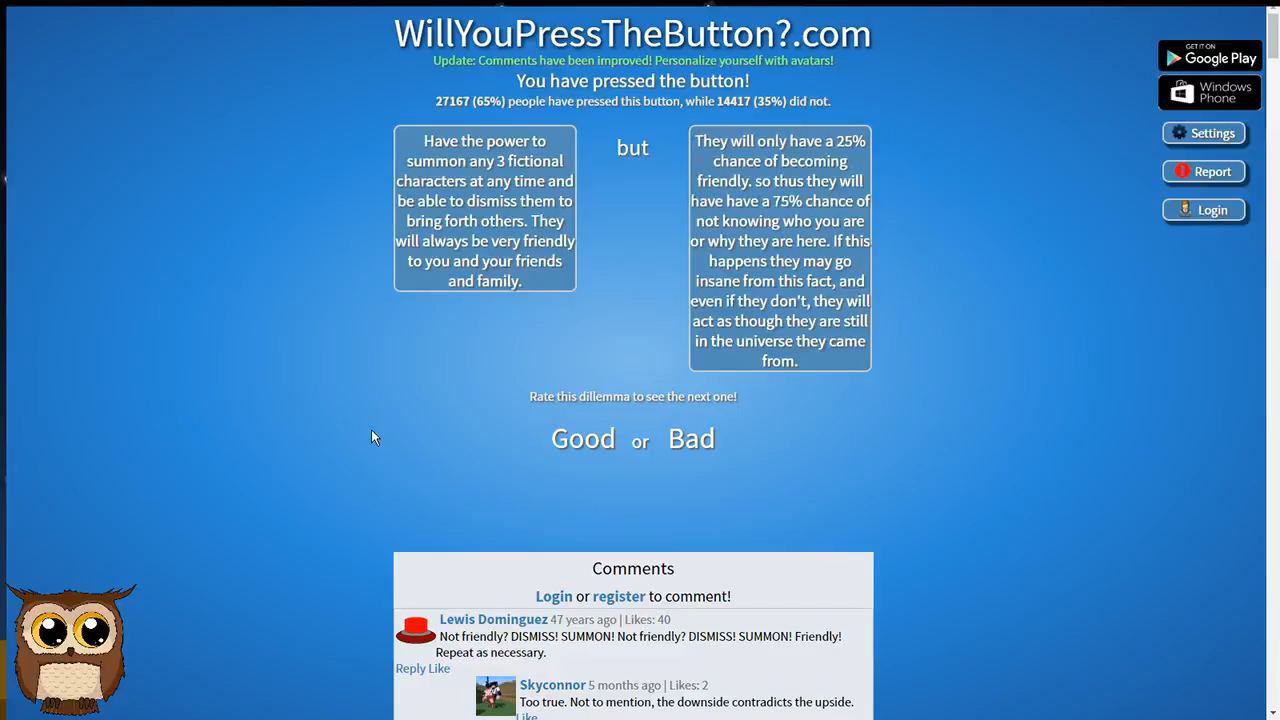 WillYouPressTheButton?.com
Update: Comments have been improved! Personalize yourself with avatars!
You have pressed the button!
27167 (65%) people have pressed this button, while 14417 (35%) did not.
Have the power to
summon any 3 fictional
characters at any time and
be able to dismiss them to
bring forth others. They
will always be very friendly
to you and your friends
and family.
but
They will only have a 25%
chance of becoming
friendly. so thus they will
have have a 75% chance of
not knowing who you are
or why they are here. If this
happens they may go
insane from this fact, and
even if they don't, they will
act as though they are still
in the universe they came
from.
GET IT ON
Google Play
Windows
Phone
Settings
Report
Login
Rate this dillemma to see the next one!
Good or Bad
Comments
Login or register to comment!
Lewis Dominguez 47 years ago | Likes: 40
Not friendly? DISMISS! SUMMON! Not friendly? DISMISS! SUMMON! Friendly!
Repeat as necessary.
Reply Like
Skyconnor 5 months ago | Likes: 2
Too true. Not to mention, the downside contradicts the upside.
Like